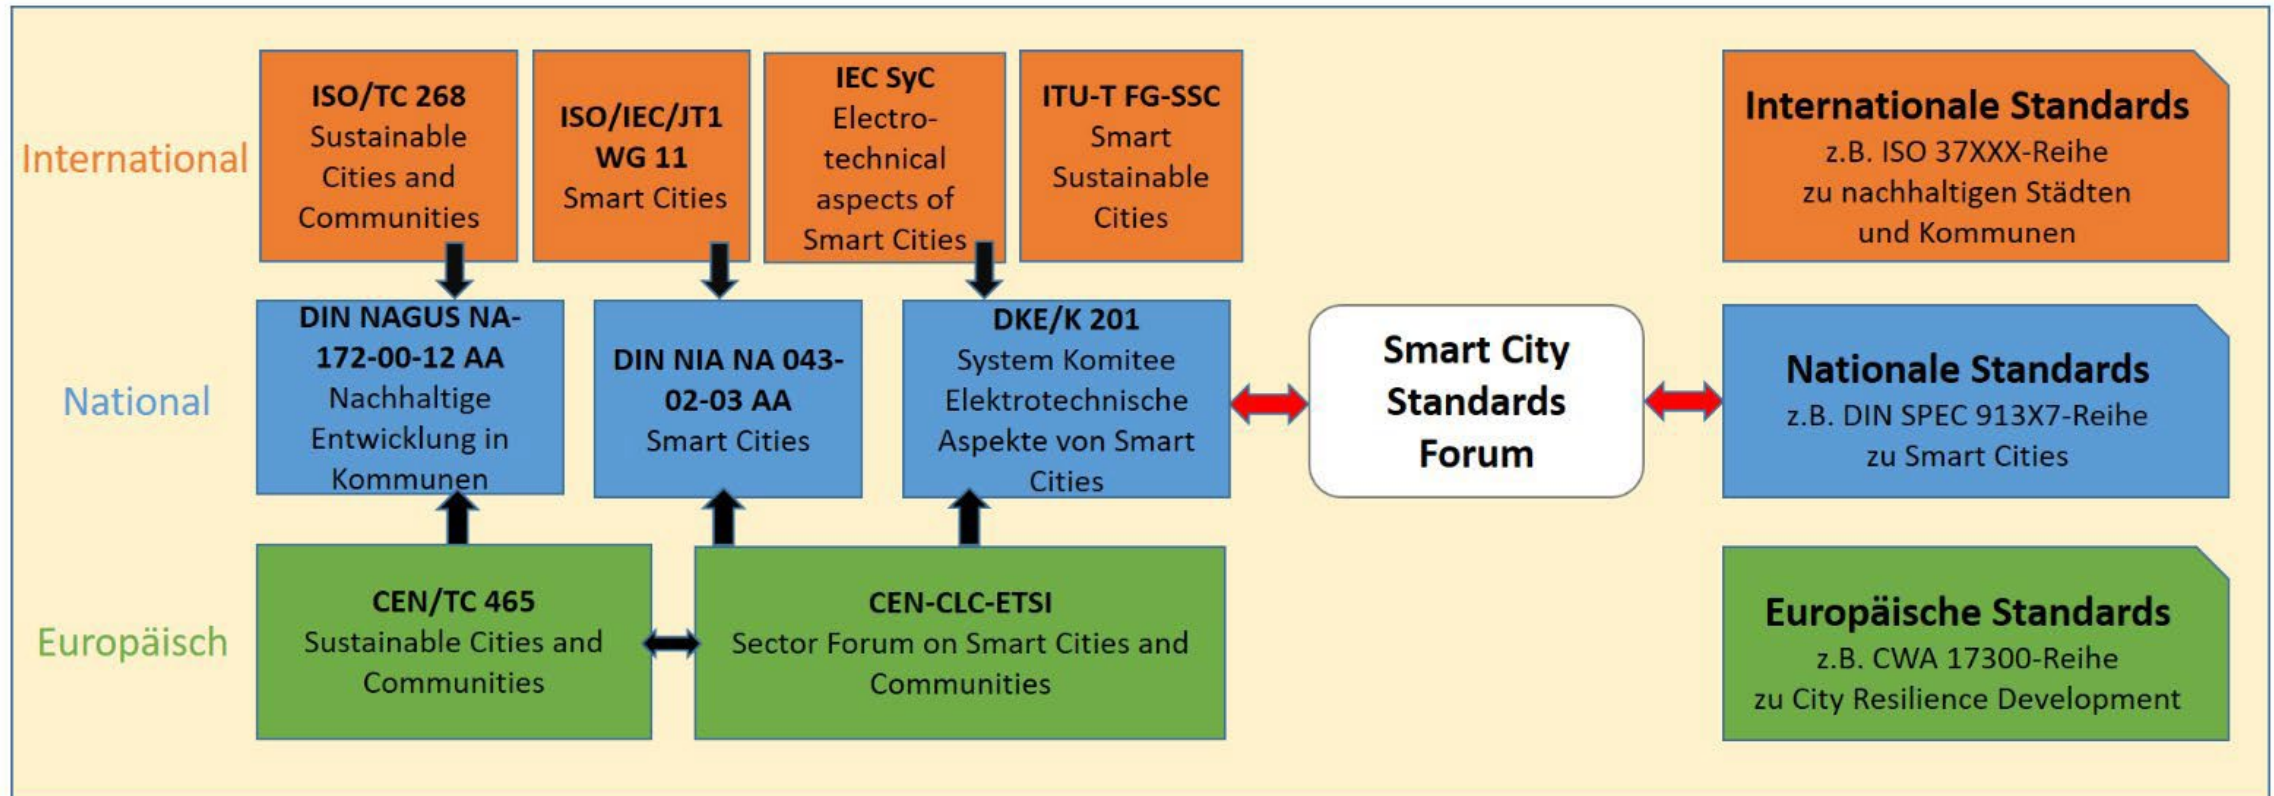 International
ISO/TC 268
Sustainable
Cities and
Communities
ISO/IEC/JT1
WG 11
Smart Cities
IEC SyC
Electro-
technical
aspects of
Smart Cities
ITU-T FG-SSC
Smart
Sustainable
Cities
Internationale Standards
z.B. ISO 37XXX-Reihe
zu nachhaltigen Städten
und Kommunen
National
DIN NAGUS NA-
172-00-12 AA
Nachhaltige
Entwicklung in
Kommunen
DIN NIA NA 043-
02-03 AA
Smart Cities
DKE/K 201
System Komitee
Elektrotechnische
Aspekte von Smart
Cities
Smart City
Standards
Forum
Nationale Standards
z.B. DIN SPEC 913X7-Reihe
zu Smart Cities
Europäisch
CEN/TC 465
Sustainable Cities and
Communities
CEN-CLC-ETSI
Sector Forum on Smart Cities and
Communities
Europäische Standards
z.B. CWA 17300-Reihe
zu City Resilience Development